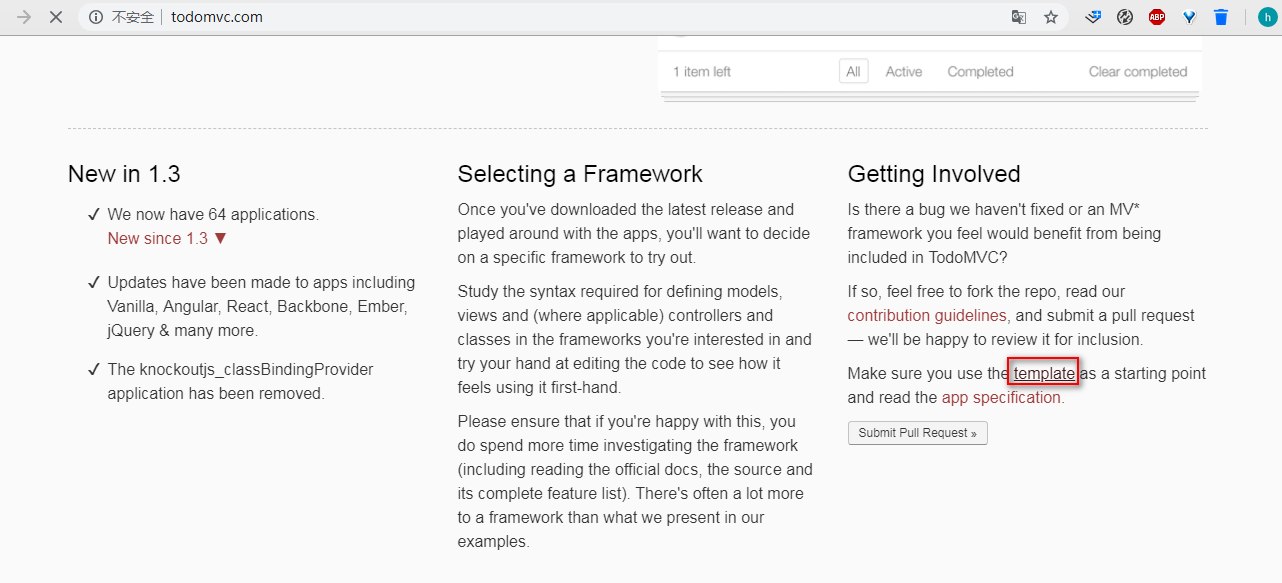 不安全 todomvc.com
ABP
h
1 item left All Active Completed Clear completed
New in 1.3
✓ We now have 64 applications.
New since 1.3 ▼
✓ Updates have been made to apps including
Vanilla, Angular, React, Backbone, Ember,
jQuery & many more.
✓ The knockoutjs_classBindingProvider
application has been removed.
Selecting a Framework
Once you've downloaded the latest release and
played around with the apps, you'll want to decide
on a specific framework to try out.
Study the syntax required for defining models,
views and (where applicable) controllers and
classes in the frameworks you're interested in and
try your hand at editing the code to see how it
feels using it first-hand.
Please ensure that if you're happy with this, you
do spend more time investigating the framework
(including reading the official docs, the source and
its complete feature list). There's often a lot more
to a framework than what we present in our
examples.
Getting Involved
Is there a bug we haven't fixed or an MV*
framework you feel would benefit from being
included in TodoMVC?
If so, feel free to fork the repo, read our
contribution guidelines, and submit a pull request
— we'll be happy to review it for inclusion.
Make sure you use the template as a starting point
and read the app specification.
Submit Pull Request »